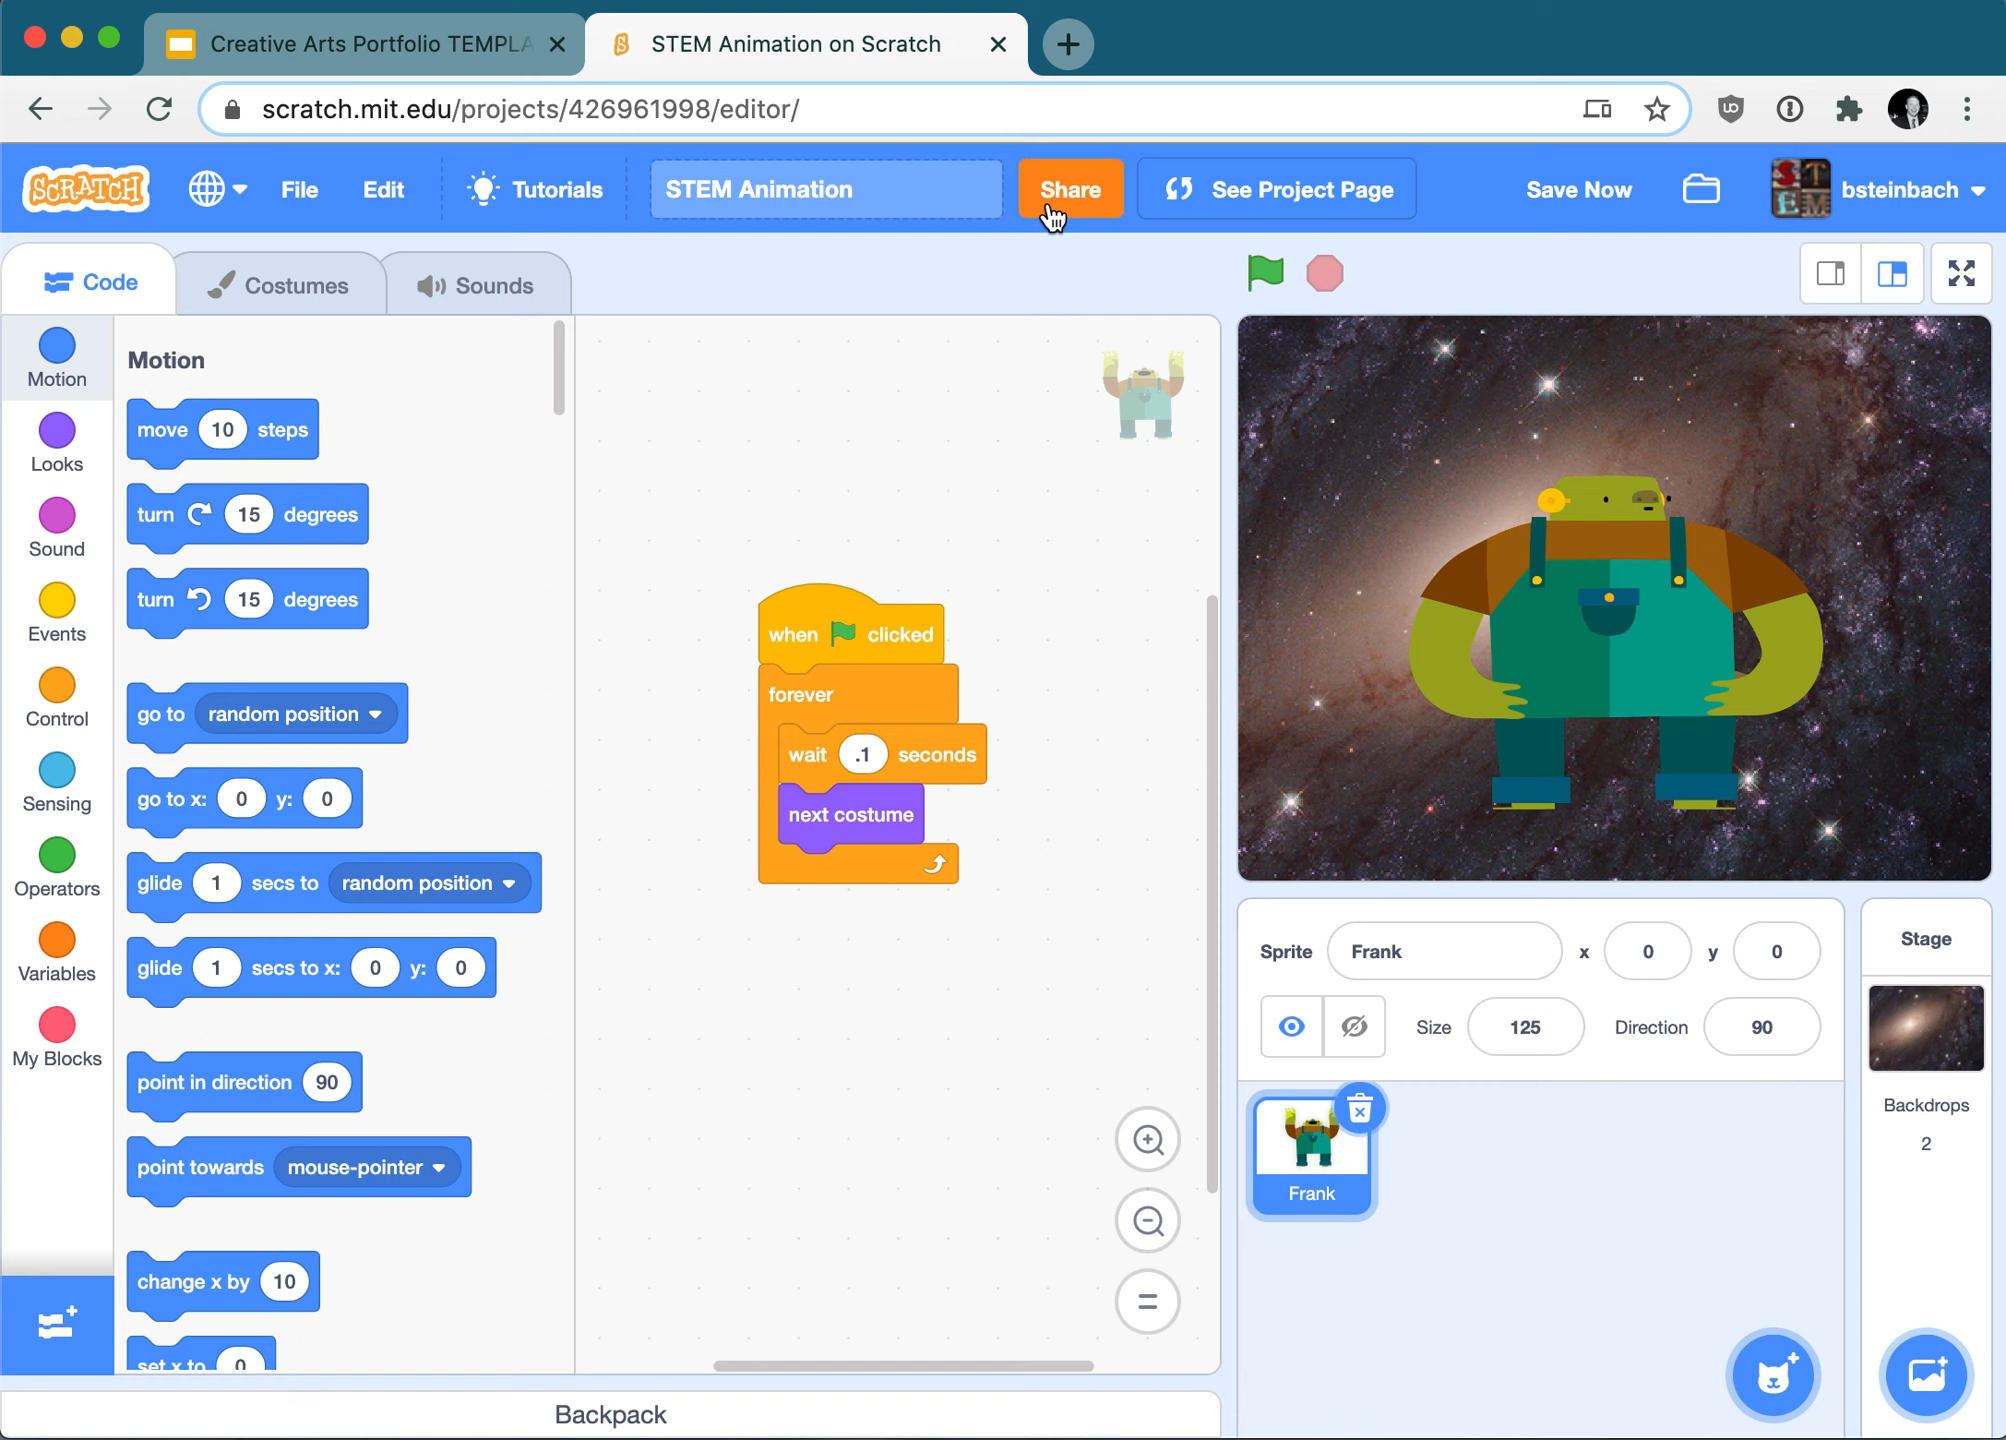 Creative Arts Portfolio TEMPLA
STEM Animation on Scratch
scratch.mit.edu/projects/426961998/editor/
SCRATCH
File
Edit
Tutorials
STEM Animation
Share
See Project Page
Save Now
S T E M
bsteinbach
Code
Costumes
Sounds
Motion
Looks
Sound
Events
Control
Sensing
Operators
Variables
My Blocks
Motion
move 10 steps
turn 15 degrees
turn 15 degrees
go to random position
go to x: 0 y: 0
glide 1 secs to random position
glide 1 secs to x: 0 y: 0
point in direction 90
point towards mouse-pointer
change x by 10
set x to 0
when clicked
forever
wait .1 seconds
next costume
Sprite Frank x 0 y 0
Size 125 Direction 90
Frank
Stage
Backdrops
2
Backpack